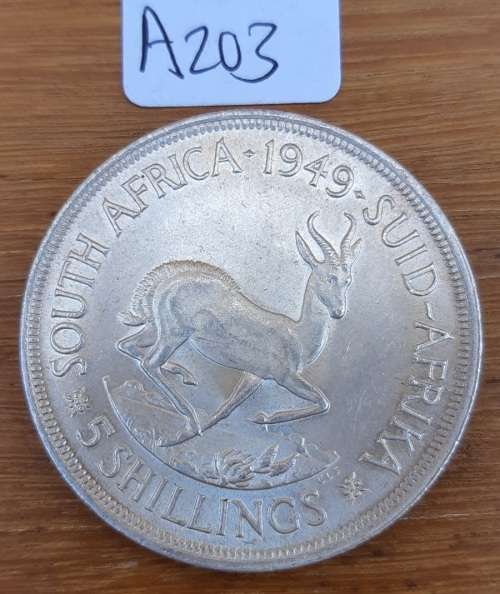 A203
SOUTH AFRICA · 1949 · SUID-AFRIKA
5 SHILLINGS